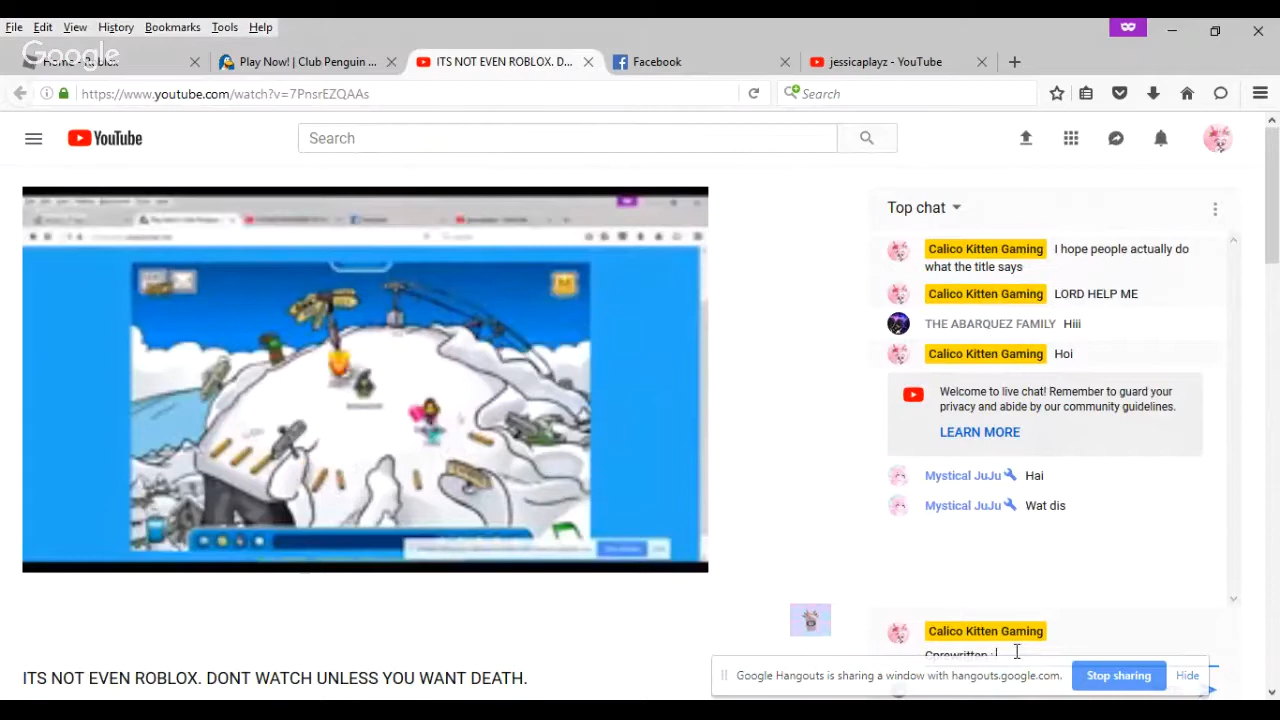 File Edit View History Bookmarks Tools Help
Google
Play Now! | Club Penguin ...
ITS NOT EVEN ROBLOX. D...
Facebook
jessicaplayz - YouTube
https://www.youtube.com/watch?v=7PnsrEZQAAs
Search
YouTube
Search
Top chat
Calico Kitten Gaming I hope people actually do
what the title says
Calico Kitten Gaming LORD HELP ME
THE ABARQUEZ FAMILY Hiii
Calico Kitten Gaming Hoi
Welcome to live chat! Remember to guard your
privacy and abide by our community guidelines.
LEARN MORE
Mystical JuJu Hai
Mystical JuJu Wat dis
Calico Kitten Gaming
Cprewritten :
Google Hangouts is sharing a window with hangouts.google.com.
Stop sharing
Hide
ITS NOT EVEN ROBLOX. DONT WATCH UNLESS YOU WANT DEATH.